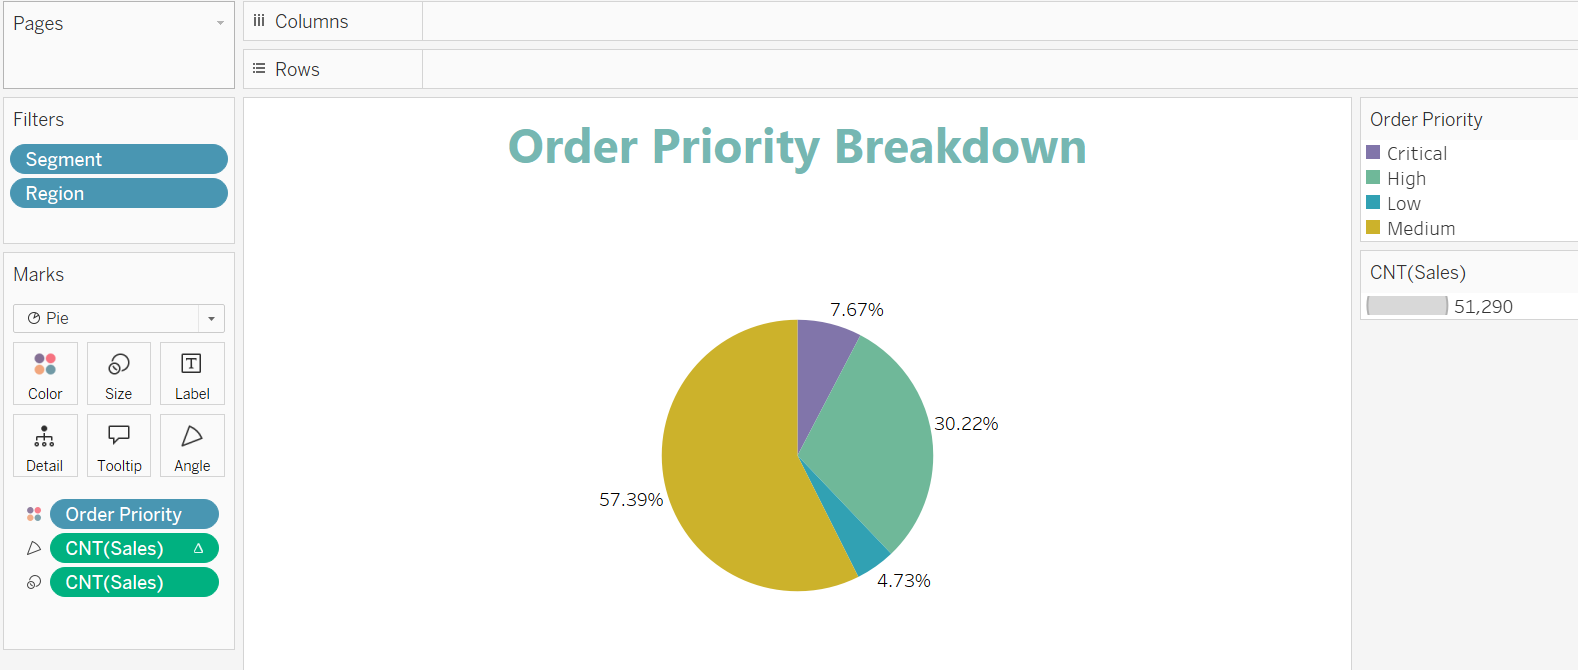 Pages
Columns
Rows
Filters
Segment
Region
Marks
Pie
Color
Size
Label
Detail
Tooltip
Angle
Order Priority
CNT(Sales) Δ
CNT(Sales)
Order Priority Breakdown
7.67%
30.22%
57.39%
4.73%
Order Priority
Critical
High
Low
Medium
CNT(Sales)
51,290